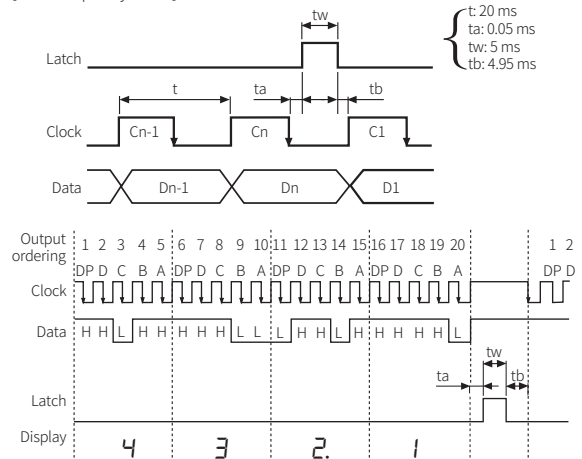 tw
t: 20 ms
ta: 0.05 ms
tw: 5 ms
tb: 4.95 ms
Latch
t
ta
tb
Clock
Cn-1
Cn
C1
Data
Dn-1
Dn
D1
Output ordering
1 2 3 4 5 6 7 8 9 10 11 12 13 14 15 16 17 18 19 20 1 2
DP D C B A DP D C B A DP D C B A DP D C B A DP D
Clock
Data
H H L H H H H H L L L H H L H H H H H L
tw
ta
tb
Latch
Display
4 3 2. 1